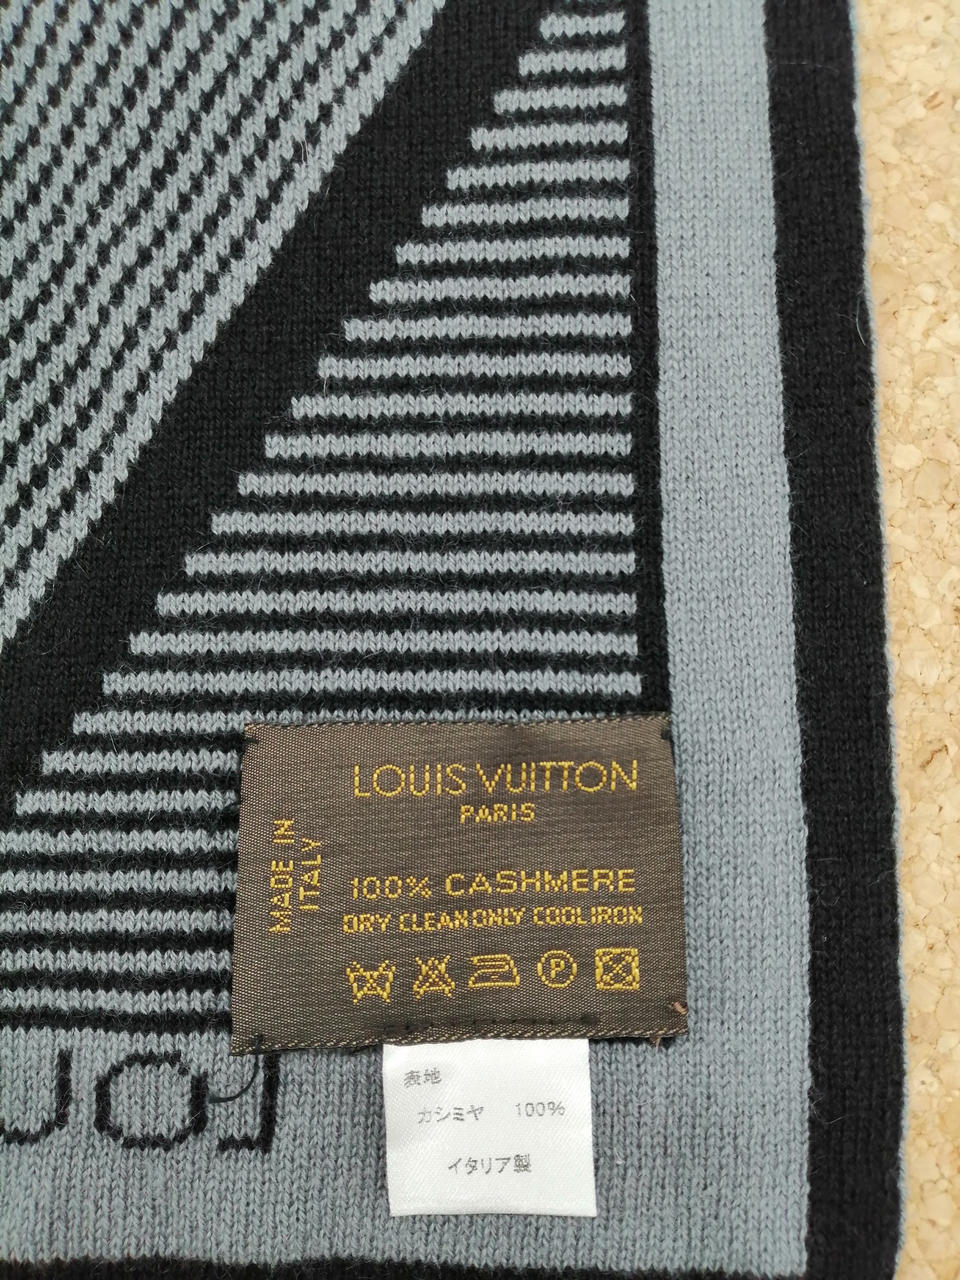 LOUIS VUITTON
PARIS
MADE IN
ITALY
100% CASHMERE
DRY CLEAN ONLY COOL IRON
P
表地
カシミヤ 100%
イタリア製
LOU